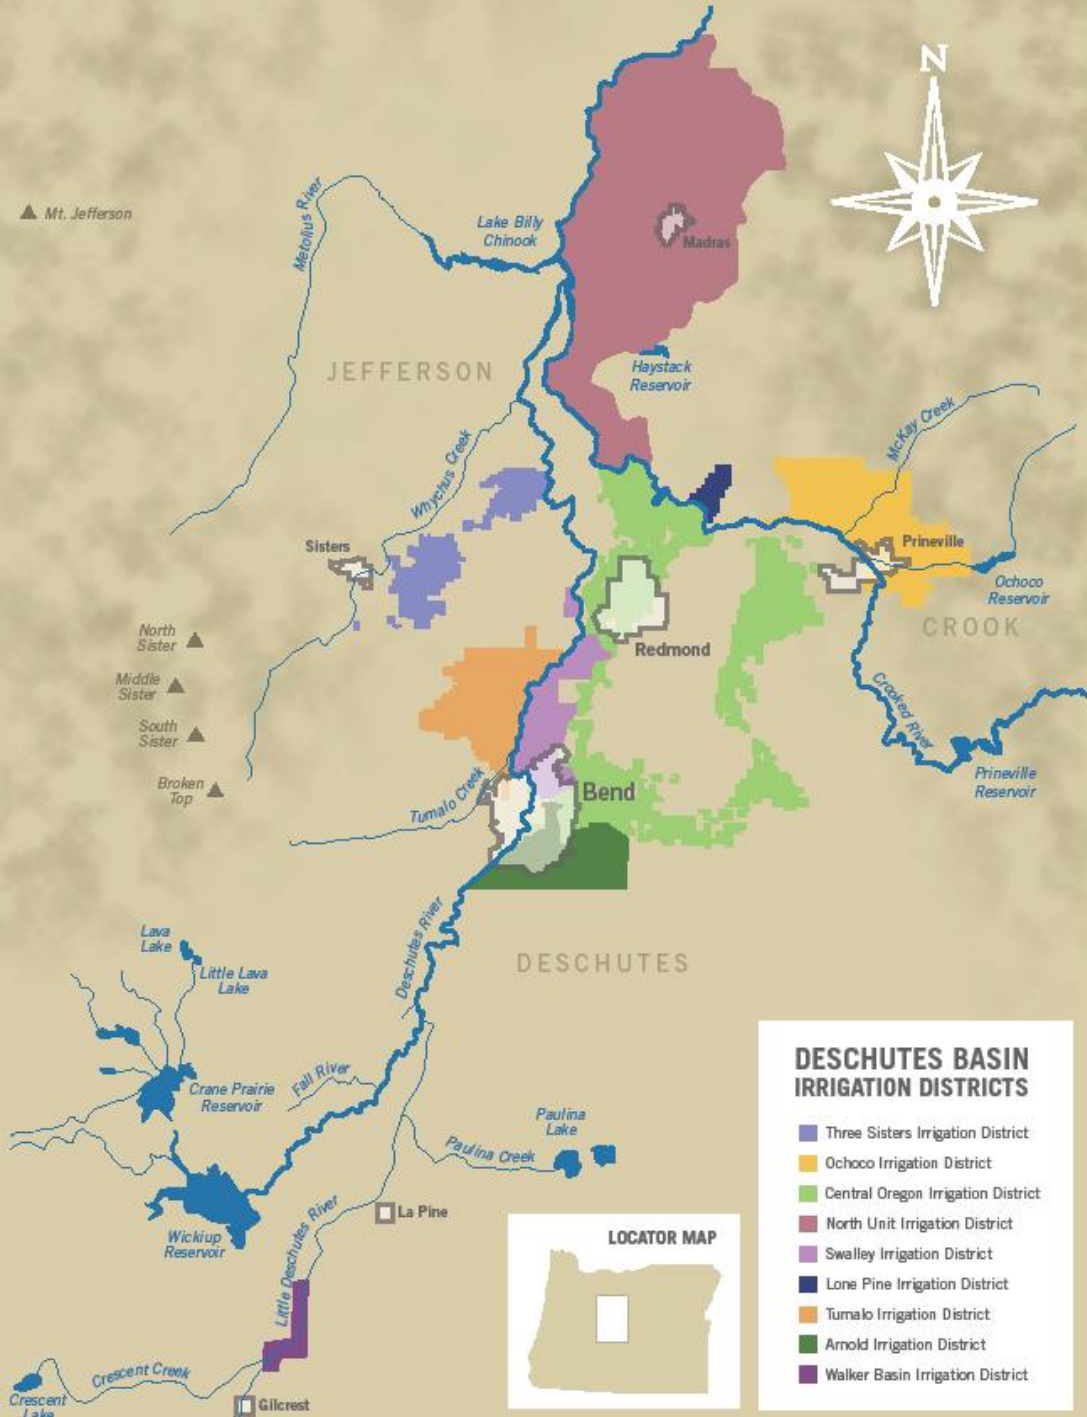 N
Mt. Jefferson
Metolius River
Lake Billy
Chinook
Madras
JEFFERSON
Haystack
Reservoir
McKay Creek
Whychus Creek
Sisters
Prineville
Ochoco
Reservoir
CROOK
North
Sister
Redmond
Middle
Sister
Crooked River
South
Sister
Prineville
Reservoir
Broken
Top
Tumalo Creek
Bend
Deschutes River
Lava
Lake
Little Lava
Lake
DESCHUTES
Crane Prairie
Reservoir
Fall River
Paulina
Lake
Paulina Creek
La Pine
Wickiup
Reservoir
Little Deschutes River
Crescent Creek
Crescent
Lake
Gilcrest
LOCATOR MAP
DESCHUTES BASIN
IRRIGATION DISTRICTS
Three Sisters Irrigation District
Ochoco Irrigation District
Central Oregon Irrigation District
North Unit Irrigation District
Swalley Irrigation District
Lone Pine Irrigation District
Tumalo Irrigation District
Arnold Irrigation District
Walker Basin Irrigation District